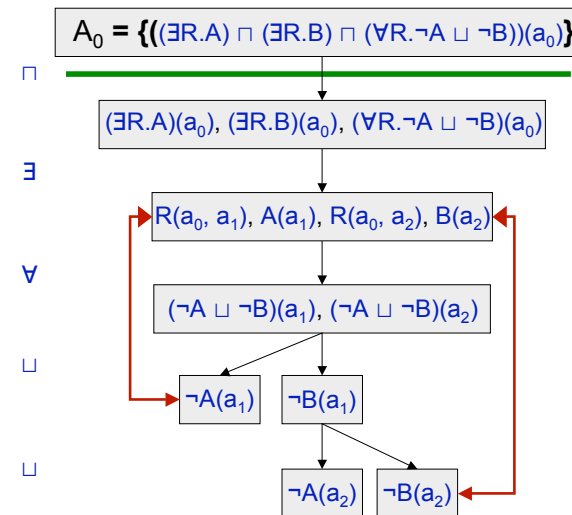 A₀ = {((∃R.A) ⊓ (∃R.B) ⊓ (∀R.¬A ⊔ ¬B))(a₀)}
⊓
(∃R.A)(a₀), (∃R.B)(a₀), (∀R.¬A ⊔ ¬B)(a₀)
∃
R(a₀, a₁), A(a₁), R(a₀, a₂), B(a₂)
∀
(¬A ⊔ ¬B)(a₁), (¬A ⊔ ¬B)(a₂)
⊔
¬A(a₁) ¬B(a₁)
⊔
¬A(a₂) ¬B(a₂)